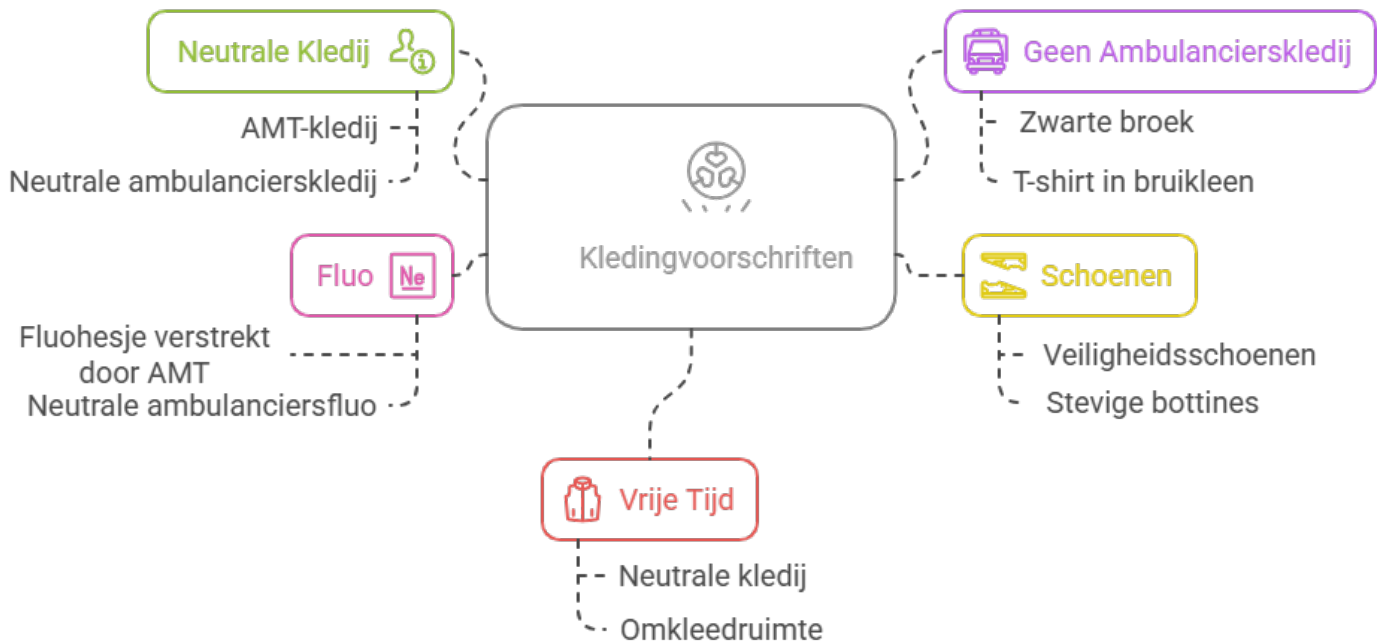 Neutrale Kledij
AMT-kledij
Neutrale ambulancierskledij
Fluo
Ne
Fluohesje verstrekt
door AMT
Neutrale ambulanciersfluo
Kledingvoorschriften
Geen Ambulancierskledij
Zwarte broek
T-shirt in bruikleen
Schoenen
Veiligheidsschoenen
Stevige bottines
Vrije Tijd
Neutrale kledij
Omkleedruimte